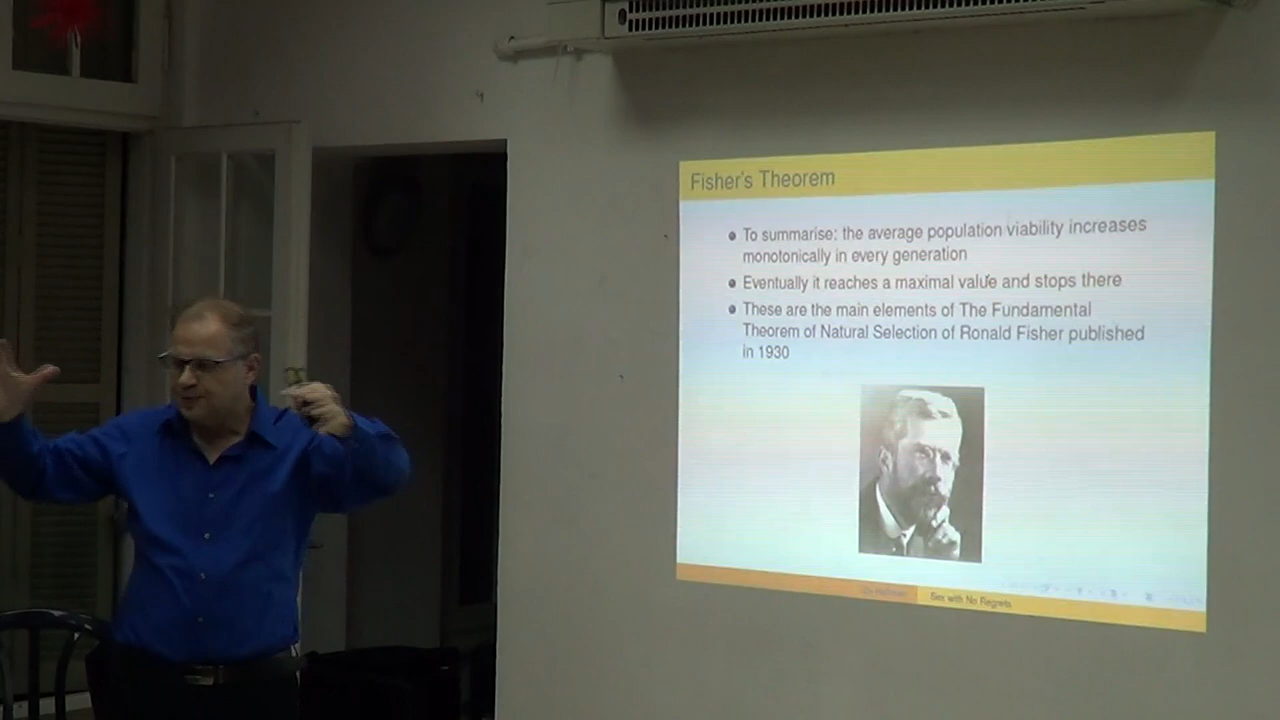 Fisher's Theorem
To summarise: the average population viability increases
monotonically in every generation
Eventually it reaches a maximal value and stops there
These are the main elements of The Fundamental
Theorem of Natural Selection of Ronald Fisher published
in 1930
Sex with No Regrets